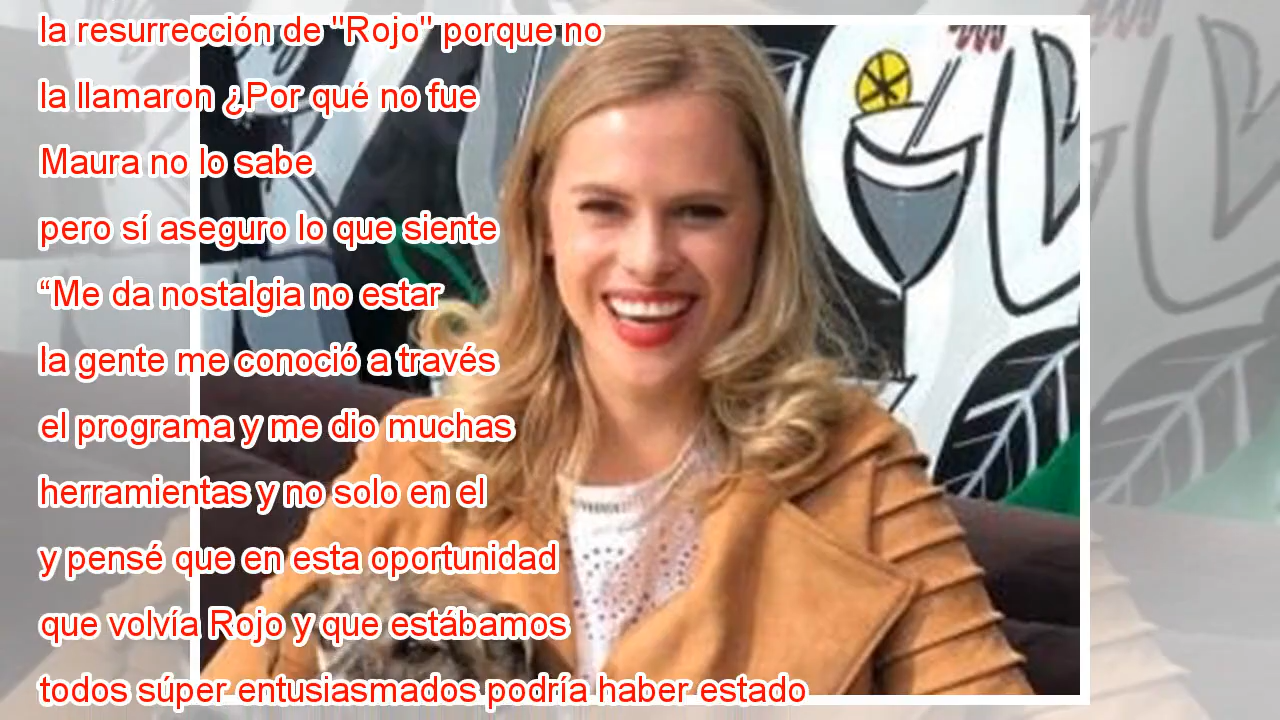 la resurrección de "Rojo" porque no
la llamaron ¿Por qué no fue
Maura no lo sabe
pero sí aseguro lo que siente
“Me da nostalgia no estar
la gente me conoció a través
el programa y me dio muchas
herramientas y no solo en el
y pensé que en esta oportunidad
que volvía Rojo y que estábamos
todos súper entusiasmados podría haber estado